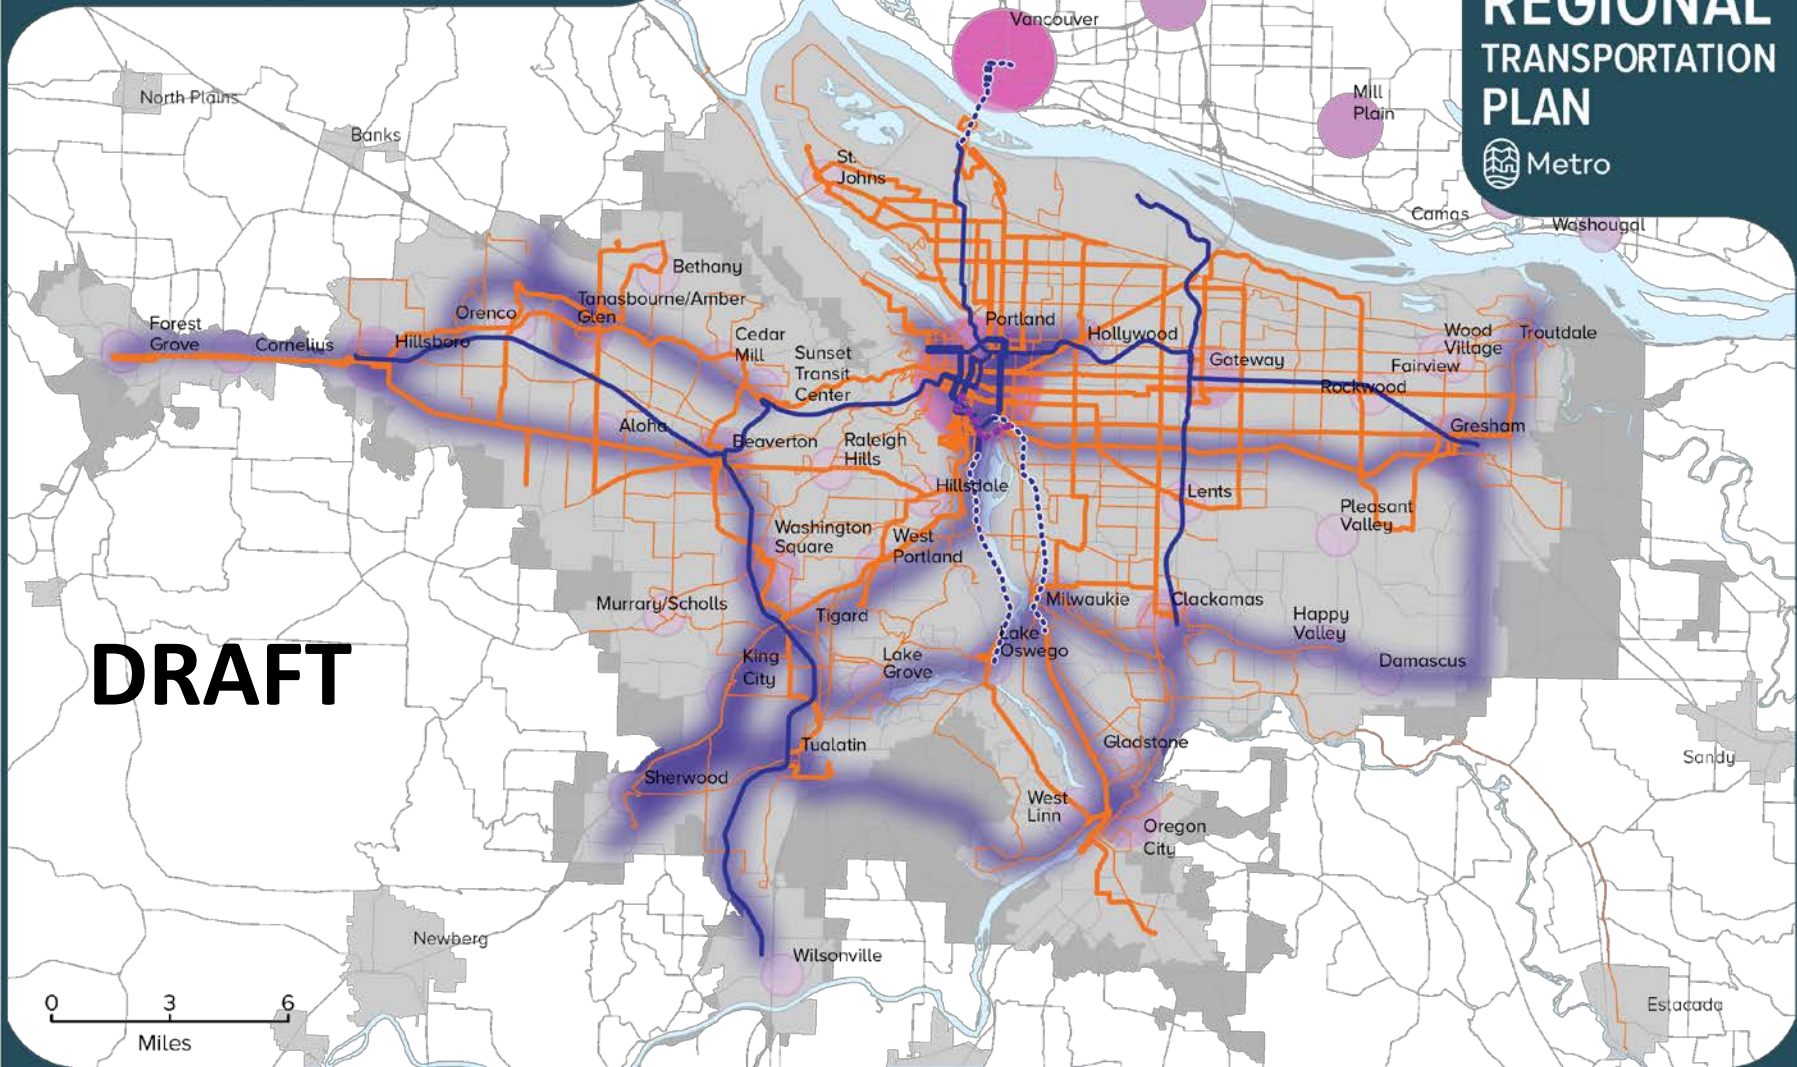 REGIONAL
TRANSPORTATION
PLAN
Metro
Vancouver
Mill
Plain
North Plains
Banks
St.
Johns
Camas
Washougal
Bethany
Tanasbourne/Amber
Glen
Orenco
Forest
Grove
Cornelius
Hillsboro
Cedar
Mill
Sunset
Transit
Center
Portland
Hollywood
Gateway
Wood
Village
Troutdale
Fairview
Rockwood
Gresham
Aloha
Beaverton
Raleigh
Hills
Hillsdale
Lents
Pleasant
Valley
Washington
Square
West
Portland
Murrary/Scholls
Tigard
Milwaukie
Clackamas
Happy
Valley
Damascus
King
City
Lake
Grove
Lake
Oswego
DRAFT
Tualatin
Gladstone
Sherwood
West
Linn
Oregon
City
Sandy
Newberg
Wilsonville
Estacada
0 3 6
Miles